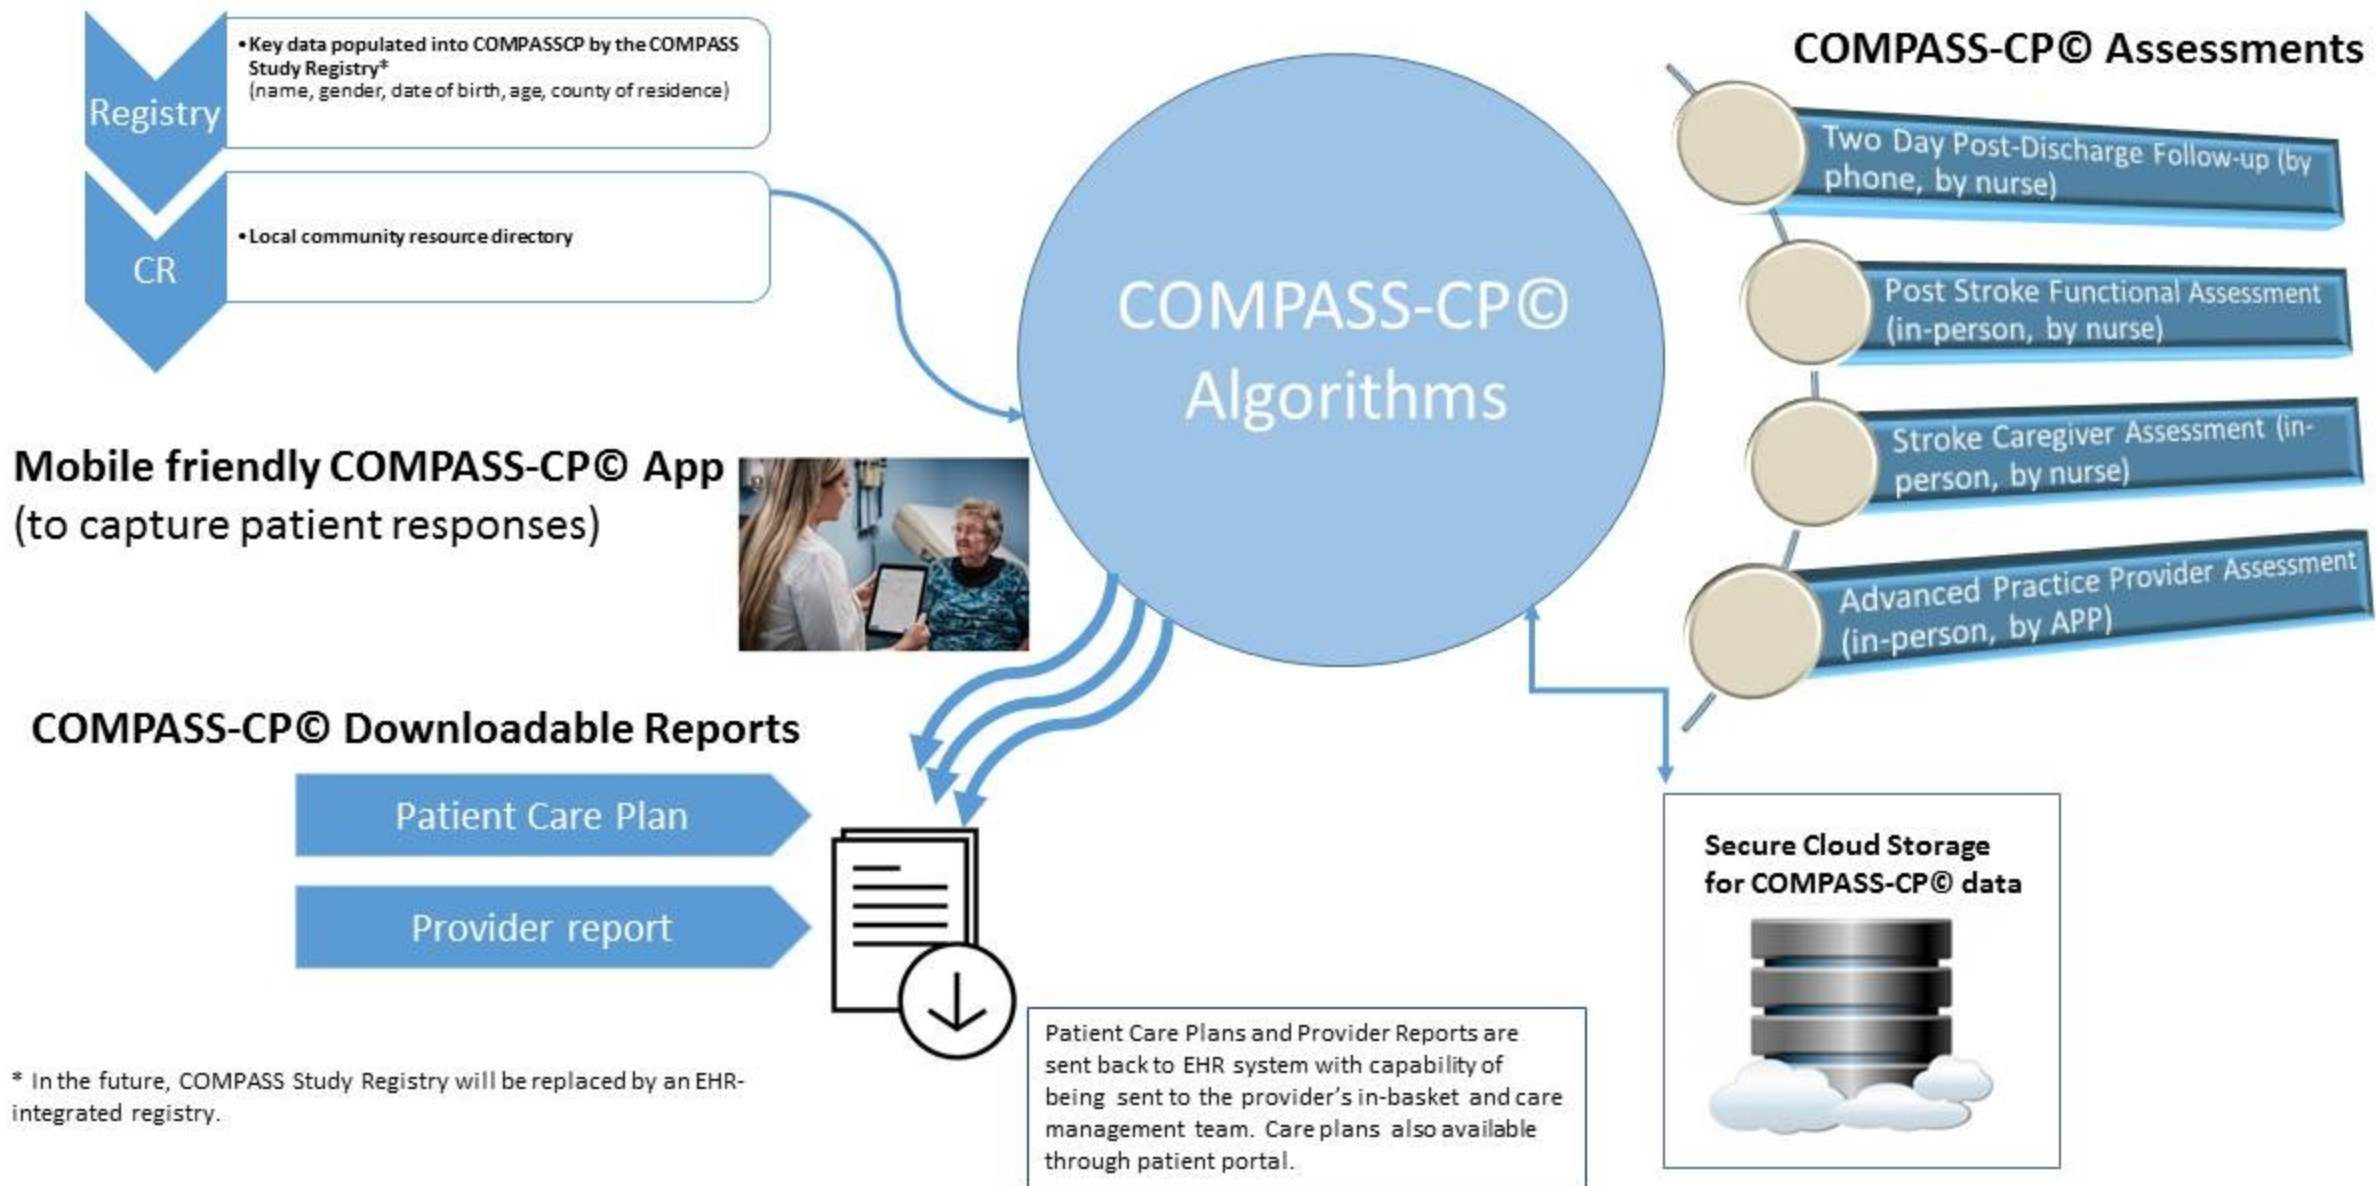 Registry
•Key data populated into COMPASSCP by the COMPASS
Study Registry*
(name, gender, date of birth, age, county of residence)
CR
•Local community resource directory
Mobile friendly COMPASS-CP© App
(to capture patient responses)
COMPASS-CP©
Algorithms
COMPASS-CP© Assessments
Two Day Post-Discharge Follow-up (by
phone, by nurse)
Post Stroke Functional Assessment
(in-person, by nurse)
Stroke Caregiver Assessment (in-
person, by nurse)
Advanced Practice Provider Assessment
(in-person, by APP)
COMPASS-CP© Downloadable Reports
Patient Care Plan
Provider report
* In the future, COMPASS Study Registry will be replaced by an EHR-
integrated registry.
Patient Care Plans and Provider Reports are
sent back to EHR system with capability of
being sent to the provider's in-basket and care
management team. Care plans also available
through patient portal.
Secure Cloud Storage
for COMPASS-CP© data